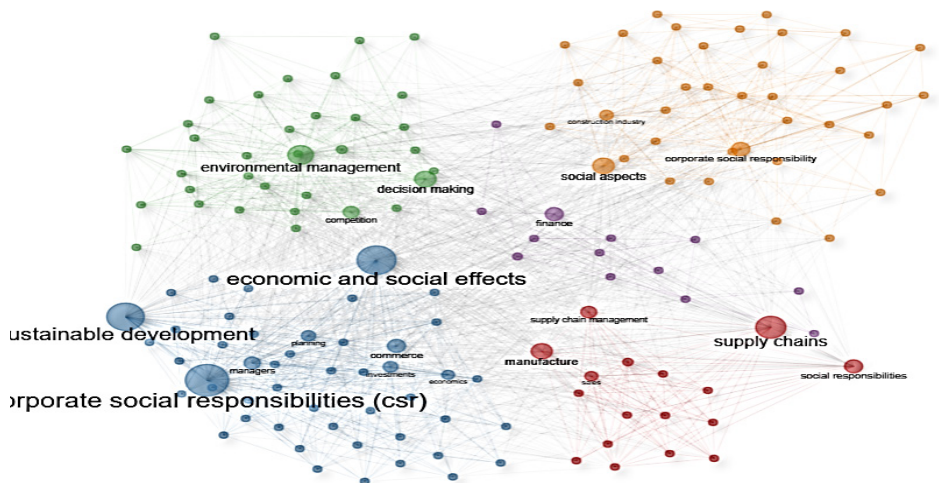 construction industry
corporate social responsibility
environmental management
social aspects
decision making
competition
finance
economic and social effects
supply chain management
ustainable development
planning
supply chains
commerce
manufacture
managers
investments
economics
sales
social responsibilities
orporate social responsibilities (csr)